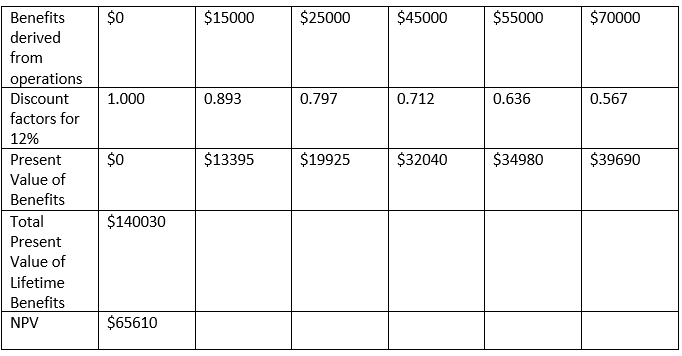 Benefits $0 $15000 $25000 $45000 $55000 $70000
derived
from
operations
Discount 1.000 0.893 0.797 0.712 0.636 0.567
factors for
12%
Present $0 $13395 $19925 $32040 $34980 $39690
Value of
Benefits
Total $140030
Present
Value of
Lifetime
Benefits
NPV $65610